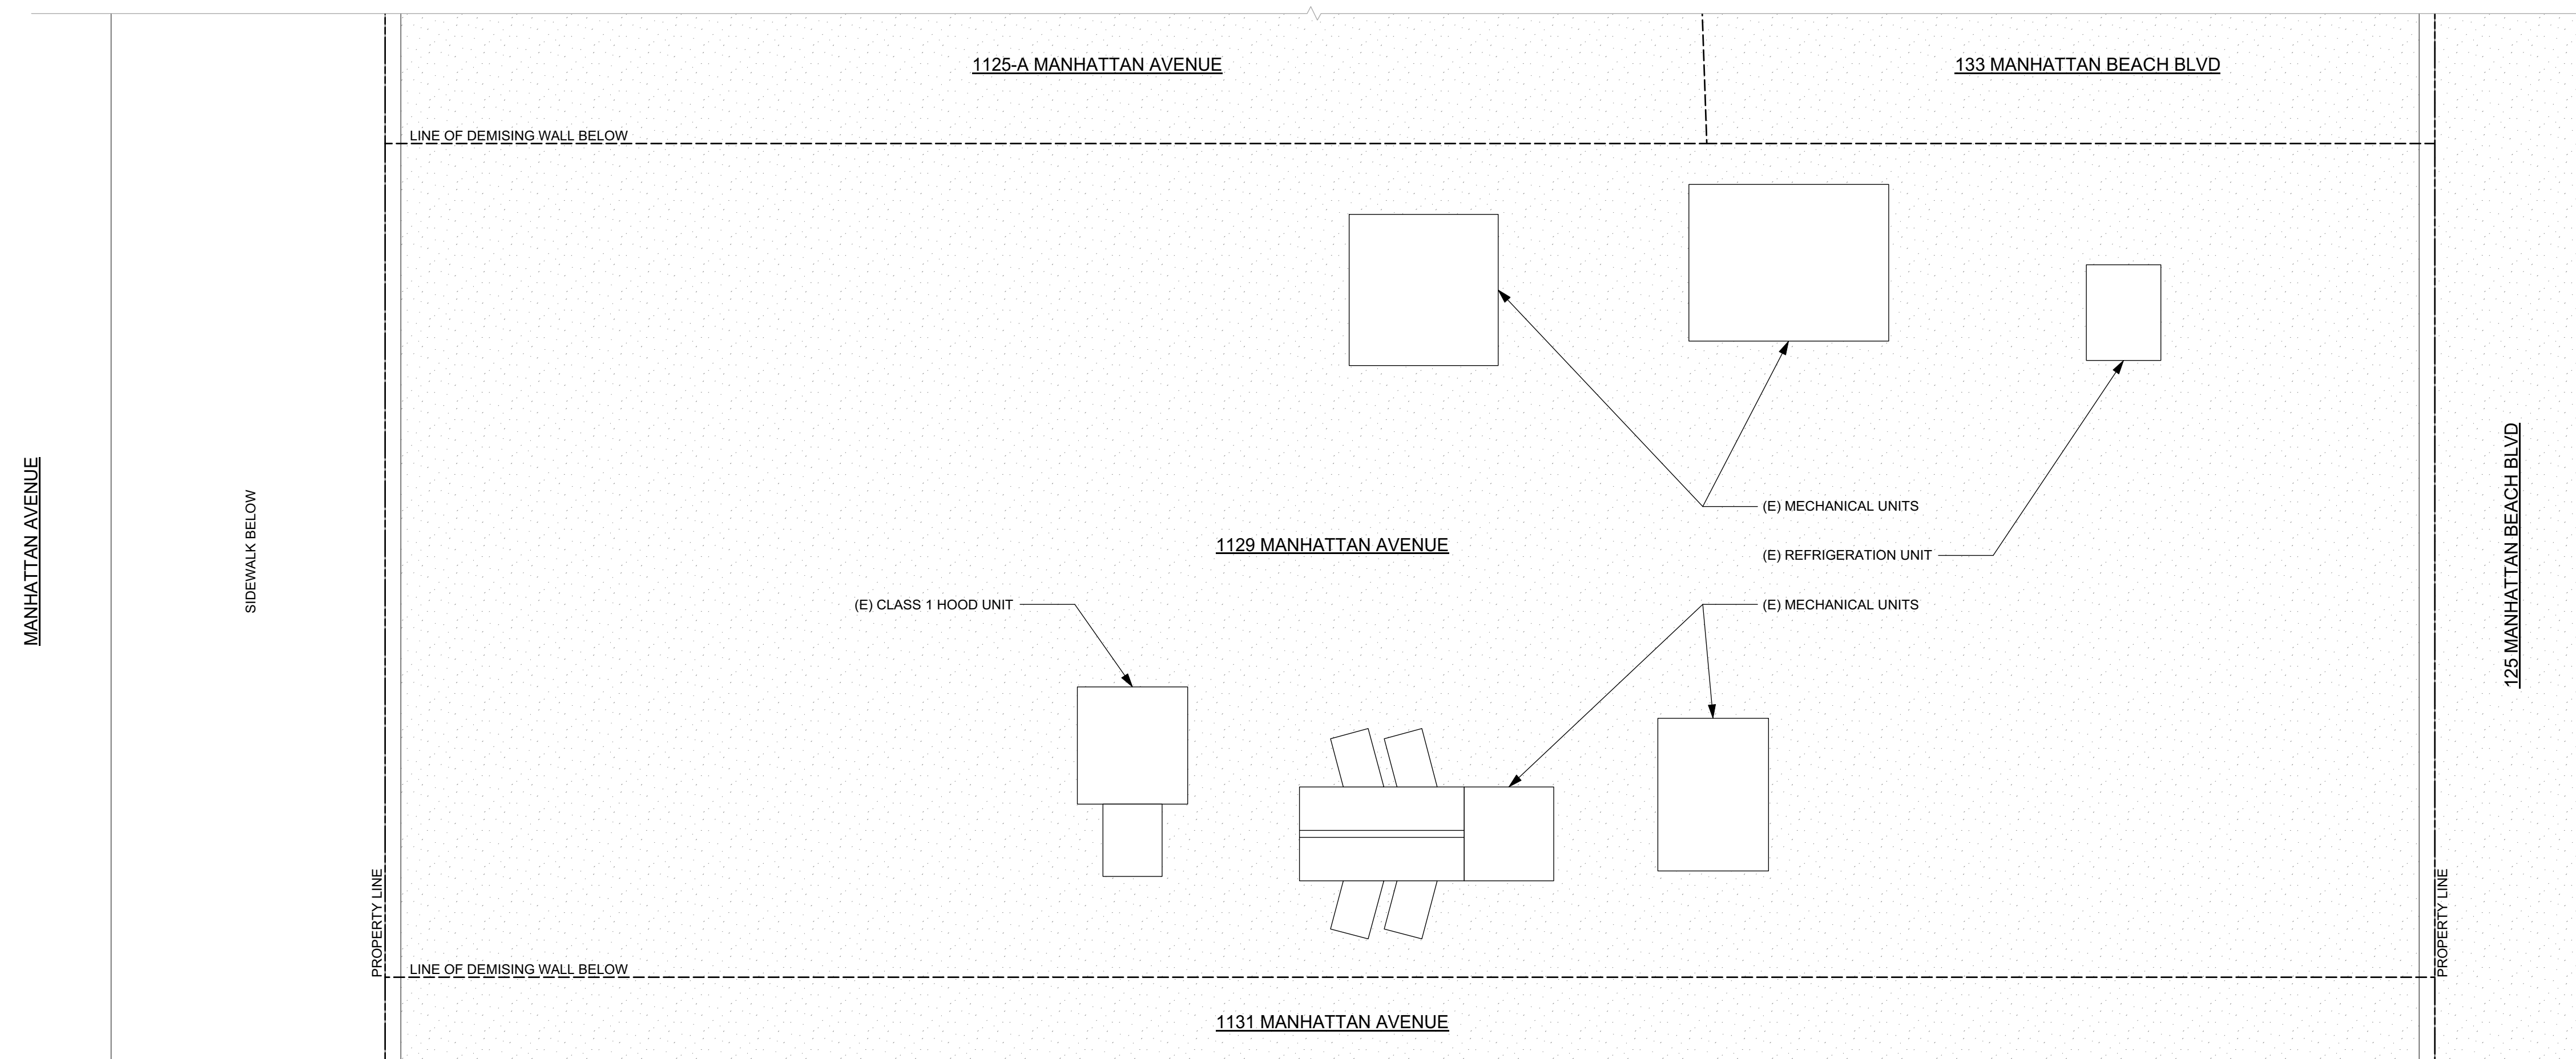 1125-A MANHATTAN AVENUE
133 MANHATTAN BEACH BLVD
LINE OF DEMISING WALL BELOW
MANHATTAN AVENUE
SIDEWALK BELOW
(E) MECHANICAL UNITS
1129 MANHATTAN AVENUE
(E) REFRIGERATION UNIT
125 MANHATTAN BEACH BLVD
(E) CLASS 1 HOOD UNIT
(E) MECHANICAL UNITS
PROPERTY LINE
PROPERTY LINE
LINE OF DEMISING WALL BELOW
1131 MANHATTAN AVENUE